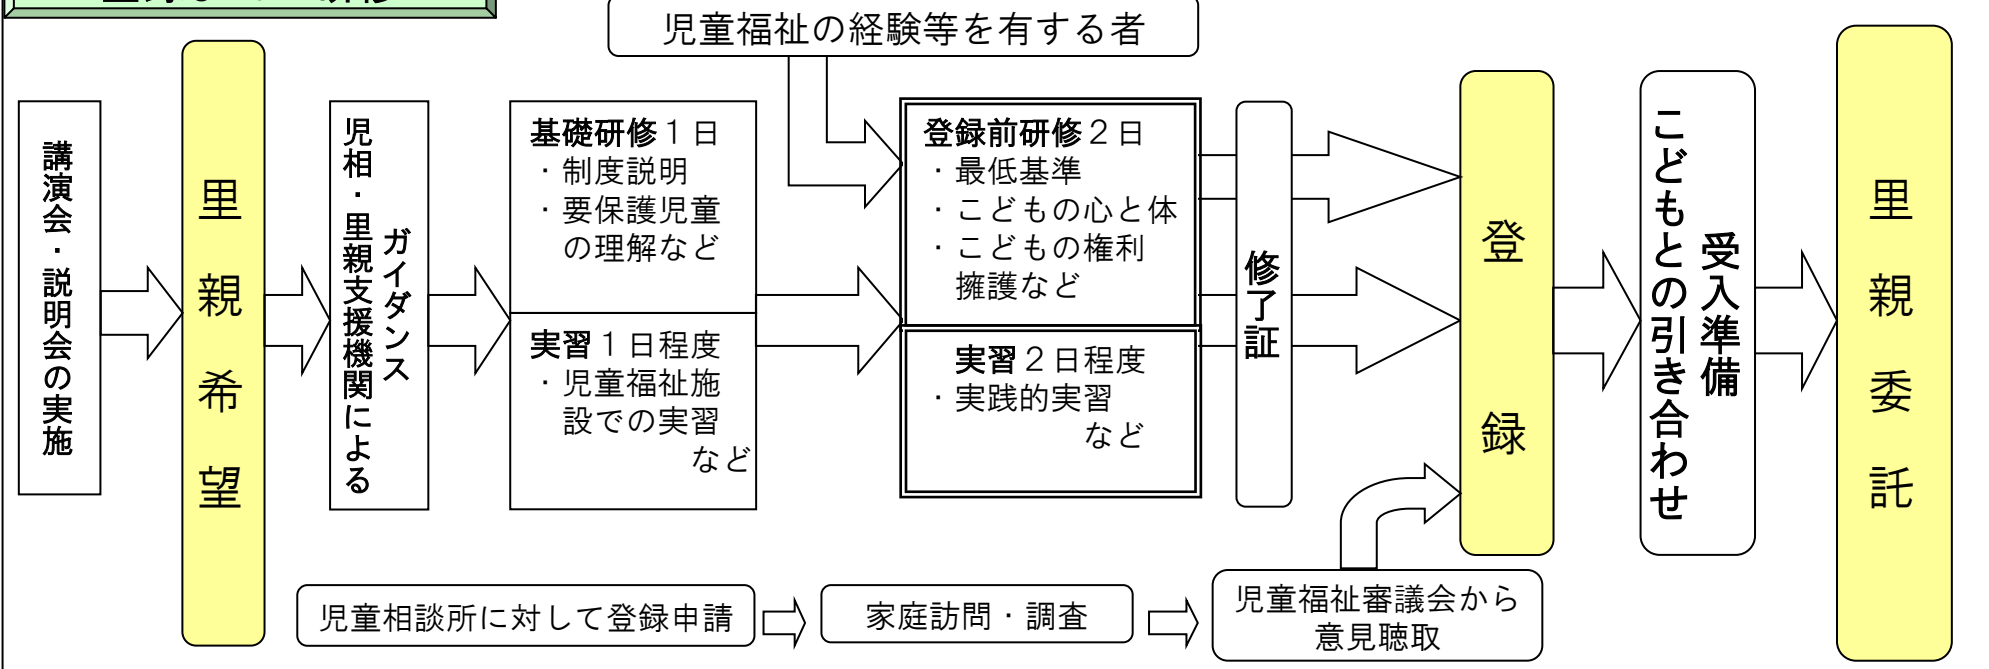 児童福祉の経験等を有する者
講演会・説明会の実施
里親希望
児相・里親支援機関による
ガイダンス
基礎研修１日
・制度説明
・要保護児童
の理解など
実習１日程度
・児童福祉施
設での実習
など
登録前研修２日
・最低基準
・こどもの心と体
・こどもの権利
擁護など
実習２日程度
・実践的実習
など
修了証
登録
受入準備
こどもとの引き合わせ
里親委託
児童相談所に対して登録申請
家庭訪問・調査
児童福祉審議会から
意見聴取